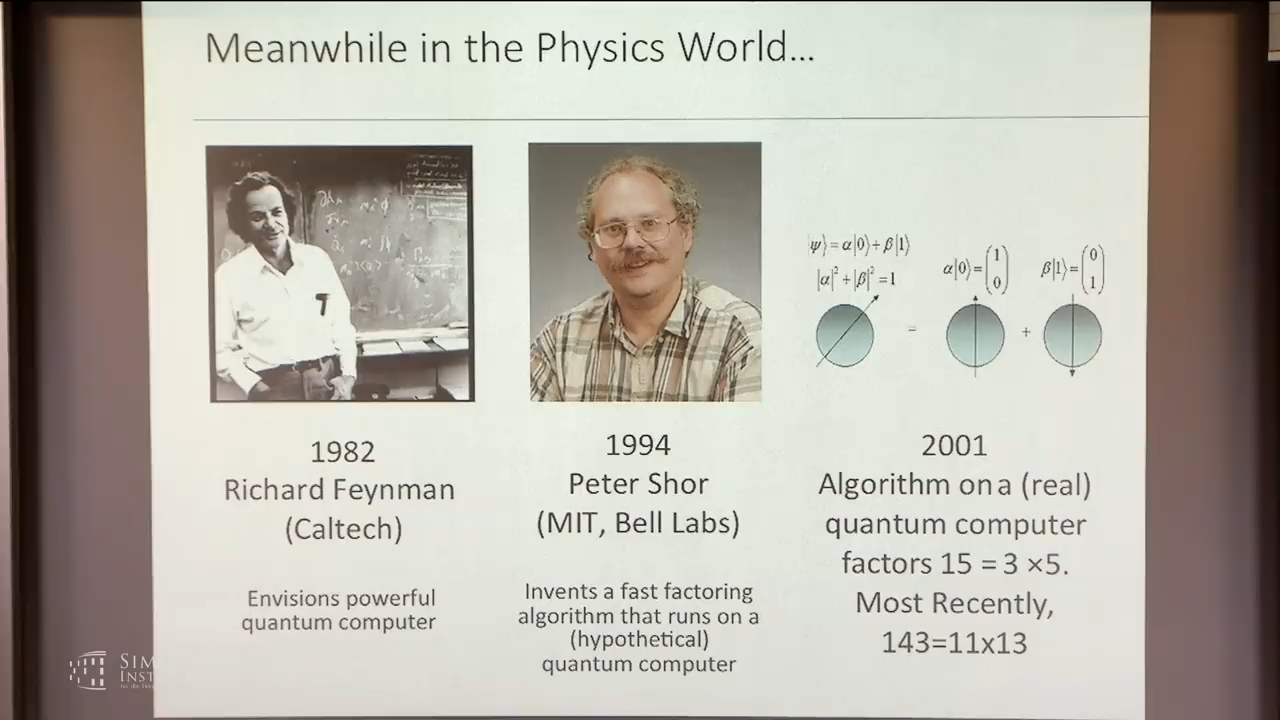 Meanwhile in the Physics World...
|ψ⟩=α|0⟩+β|1⟩
|α|²+|β|²=1
α|0⟩=(1 0)
β|1⟩=(0 1)
=
+
1982
Richard Feynman
(Caltech)
Envisions powerful
quantum computer
1994
Peter Shor
(MIT, Bell Labs)
Invents a fast factoring
algorithm that runs on a
(hypothetical)
quantum computer
2001
Algorithm on a (real)
quantum computer
factors 15 = 3 ×5.
Most Recently,
143=11x13
SIM
INST